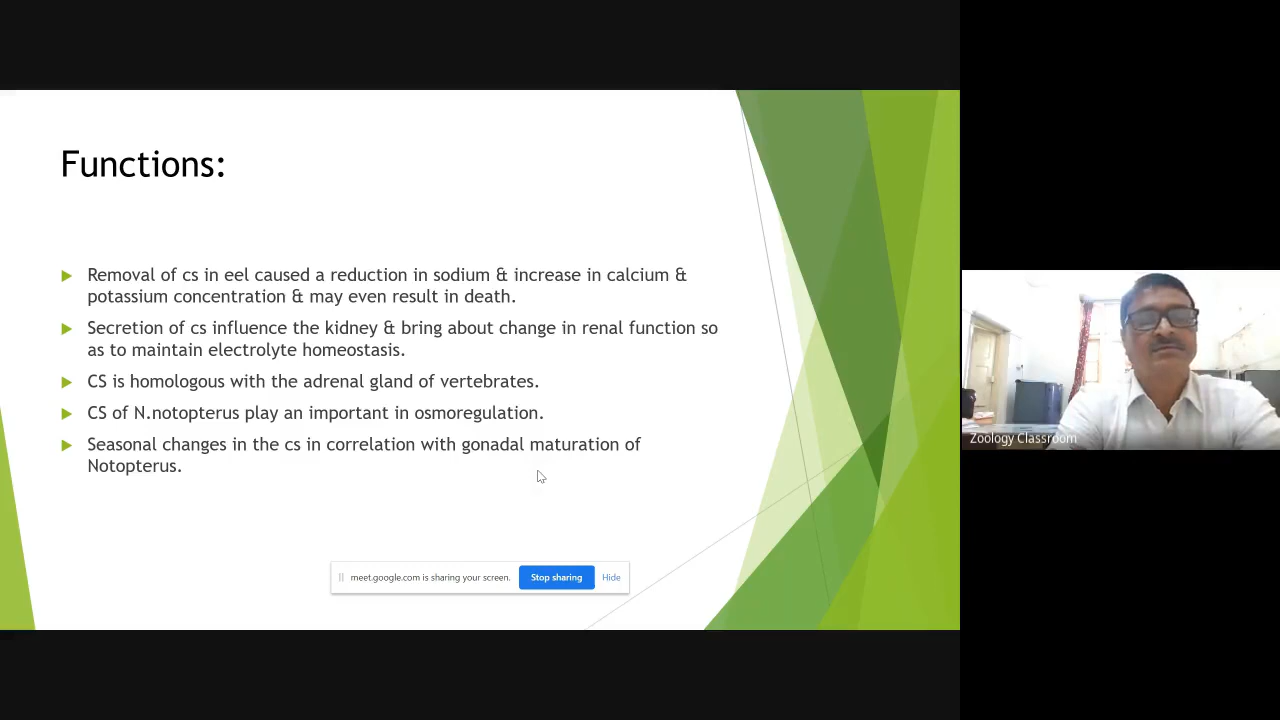 Functions:
Removal of cs in eel caused a reduction in sodium & increase in calcium &
potassium concentration & may even result in death.
Secretion of cs influence the kidney & bring about change in renal function so
as to maintain electrolyte homeostasis.
CS is homologous with the adrenal gland of vertebrates.
CS of N.notopterus play an important in osmoregulation.
Seasonal changes in the cs in correlation with gonadal maturation of
Notopterus.
meet.google.com is sharing your screen. Stop sharing Hide
Zoology Classroom